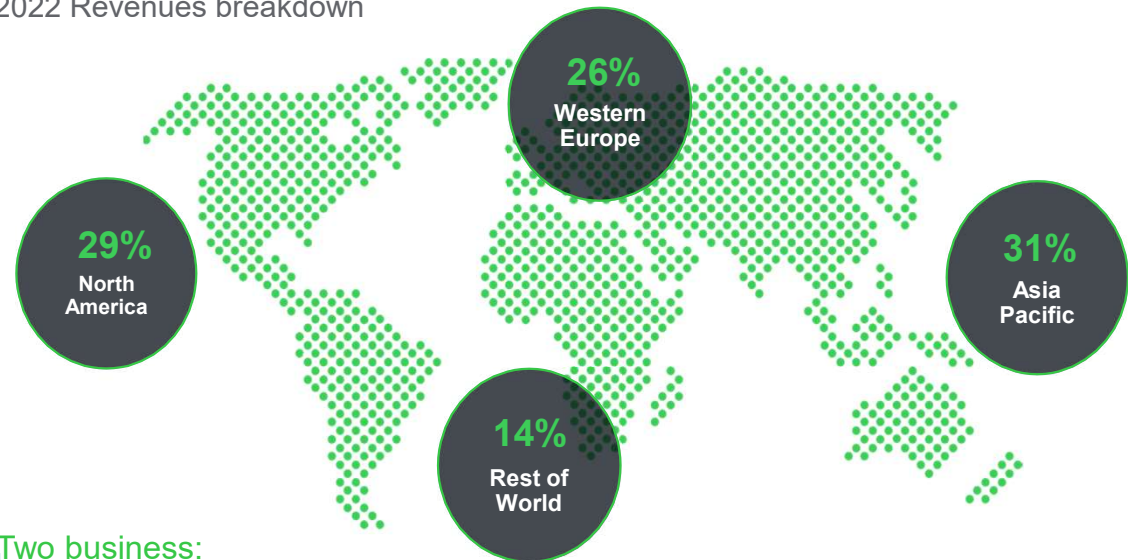 2022 Revenues breakdown
26%
Western
Europe
29%
North
America
31%
Asia
Pacific
14%
Rest of
World
Two business: